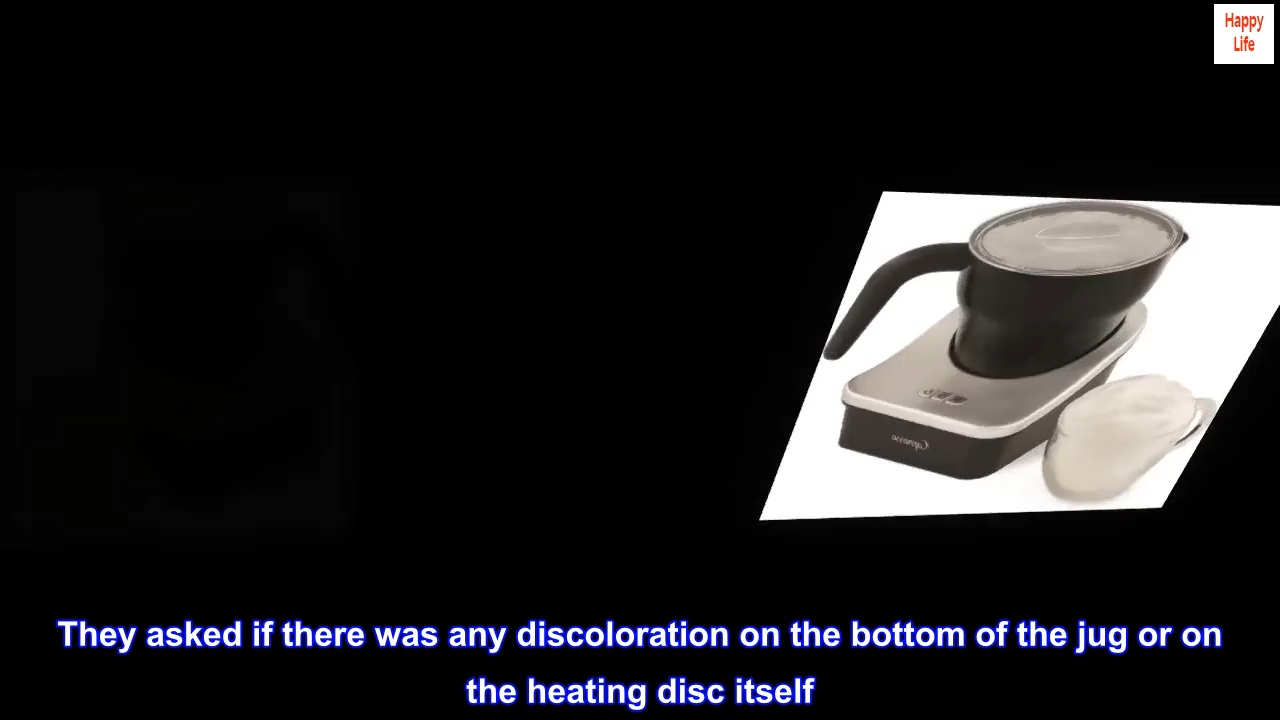 Happy
Life
They asked if there was any discoloration on the bottom of the jug or on
the heating disc itself